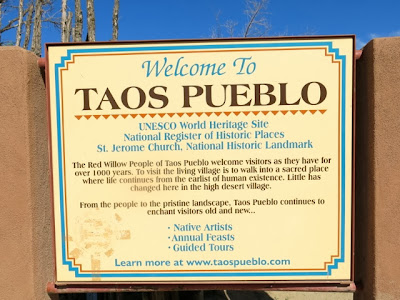 Welcome To
TAOS PUEBLO
UNESCO World Heritage Site
National Register of Historic Places
St. Jerome Church, National Historic Landmark
The Red Willow People of Taos Pueblo welcome visitors as they have for
over 1000 years. To visit the living village is to walk into a sacred place
where life continues from the earlist of human existence. Little has
changed here in the high desert village.
From the people to the pristine landscape, Taos Pueblo continues to
enchant visitors old and new...
· Native Artists
· Annual Feasts
· Guided Tours
Learn more at www.taospueblo.com